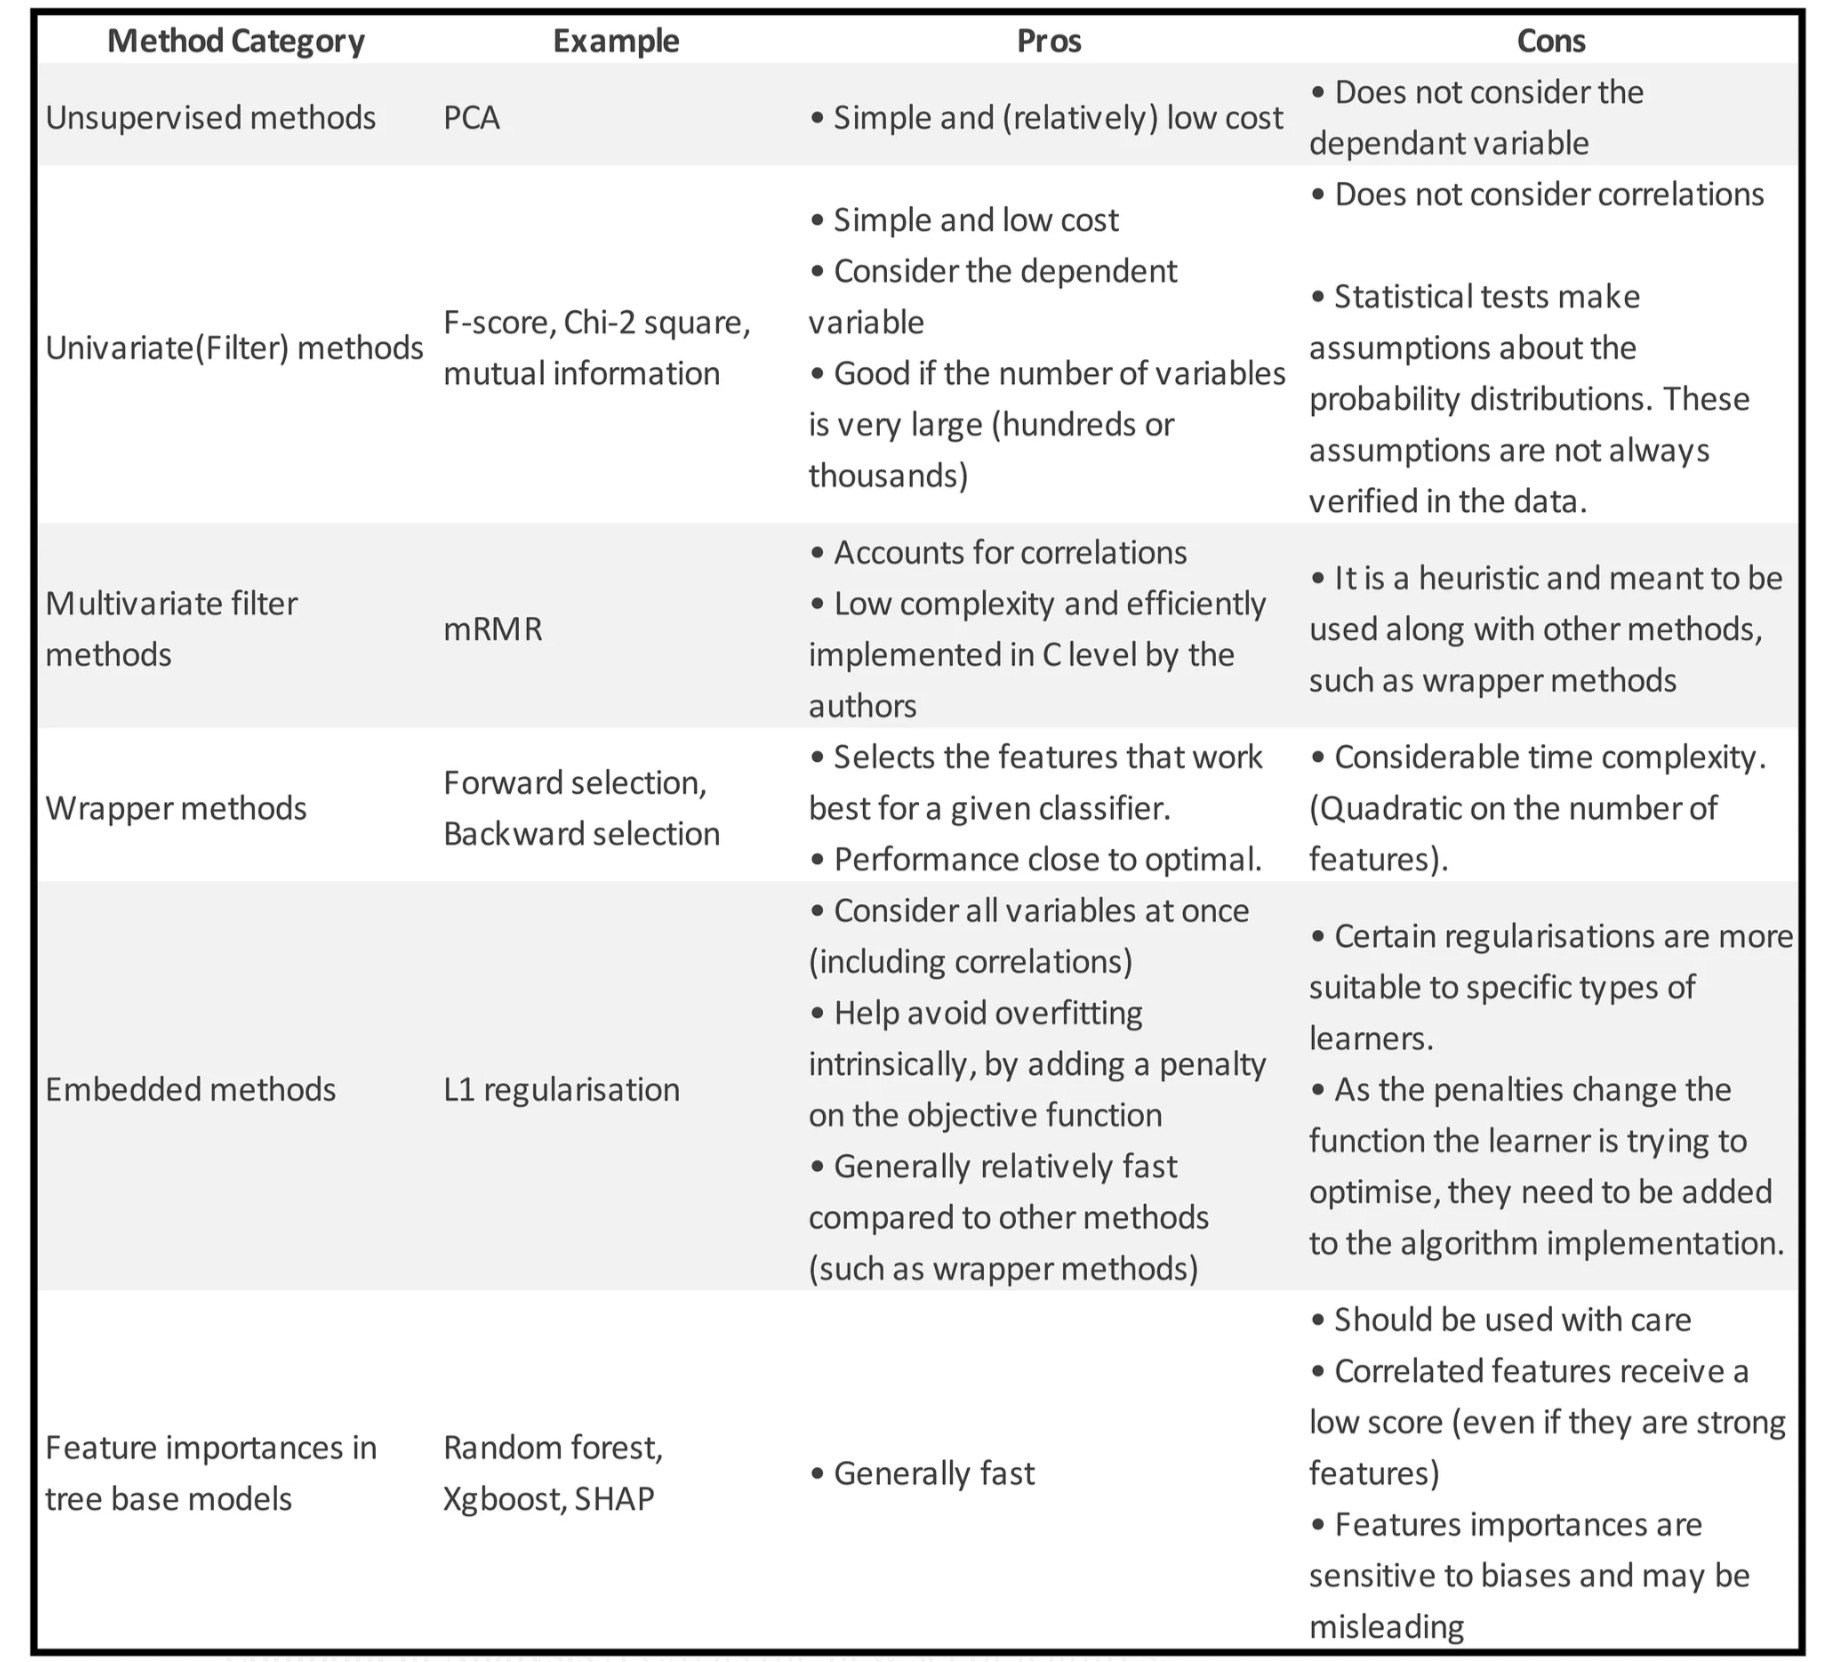 Method Category Example Pros Cons
Unsupervised methods
PCA
• Simple and (relatively) low cost
• Does not consider the
dependant variable
Univariate(Filter) methods
F-score, Chi-2 square,
mutual information
• Simple and low cost
• Consider the dependent
variable
• Good if the number of variables
is very large (hundreds or
thousands)
• Does not consider correlations
• Statistical tests make
assumptions about the
probability distributions. These
assumptions are not always
verified in the data.
Multivariate filter
methods
mRMR
• Accounts for correlations
• Low complexity and efficiently
implemented in C level by the
authors
• It is a heuristic and meant to be
used along with other methods,
such as wrapper methods
Wrapper methods
Forward selection,
Backward selection
• Selects the features that work
best for a given classifier.
• Performance close to optimal.
• Considerable time complexity.
(Quadratic on the number of
features).
Embedded methods
L1 regularisation
• Consider all variables at once
(including correlations)
• Help avoid overfitting
intrinsically, by adding a penalty
on the objective function
• Generally relatively fast
compared to other methods
(such as wrapper methods)
• Certain regularisations are more
suitable to specific types of
learners.
• As the penalties change the
function the learner is trying to
optimise, they need to be added
to the algorithm implementation.
Feature importances in
tree base models
Random forest,
Xgboost, SHAP
• Generally fast
• Should be used with care
• Correlated features receive a
low score (even if they are strong
features)
• Features importances are
sensitive to biases and may be
misleading